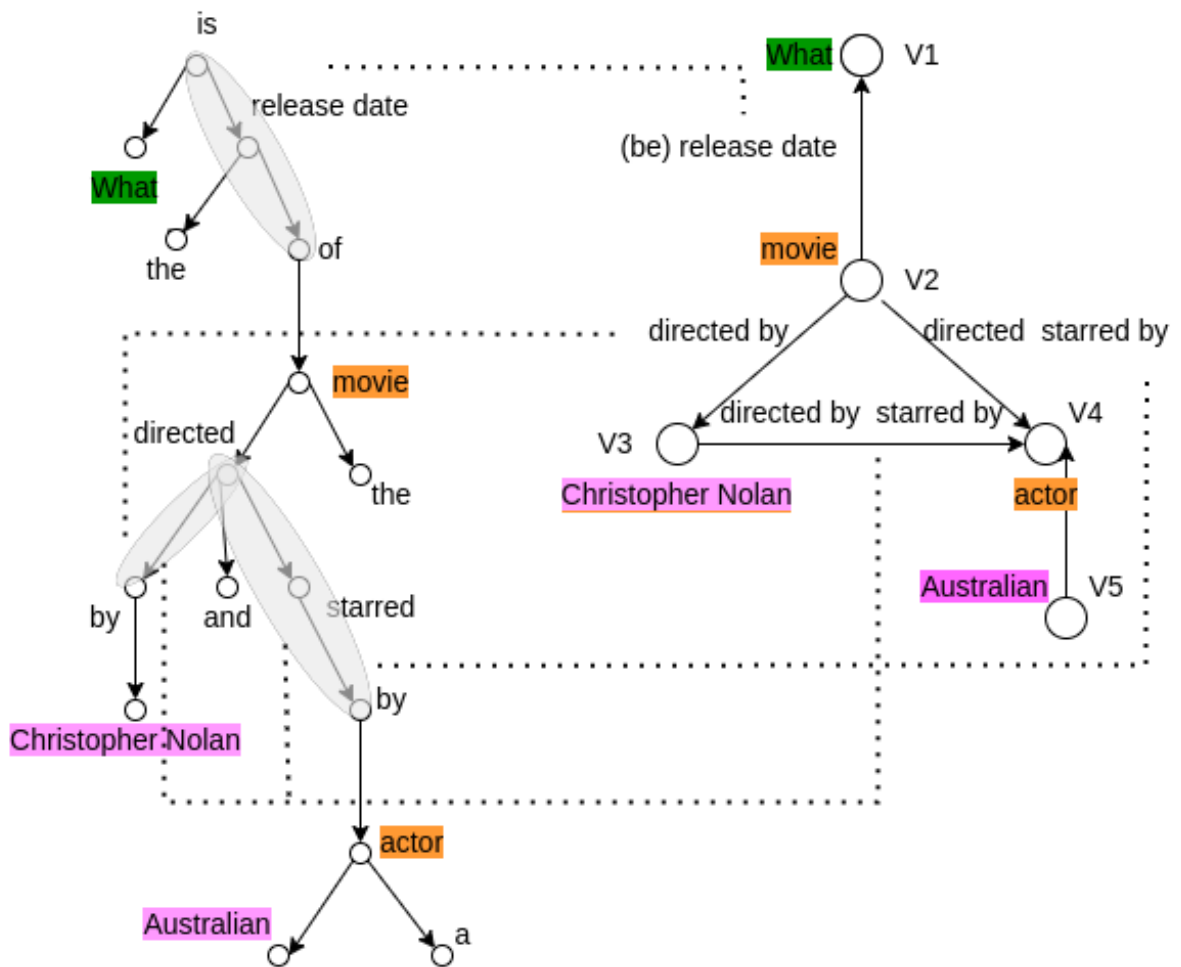 is
What
V1
release date
(be) release date
What
the
of
movie
V2
directed by
directed starred by
movie
directed
directed by starred by
V4
V3
the
Christopher Nolan
actor
Australian
V5
by
and
starred
by
Christopher Nolan
actor
Australian
a